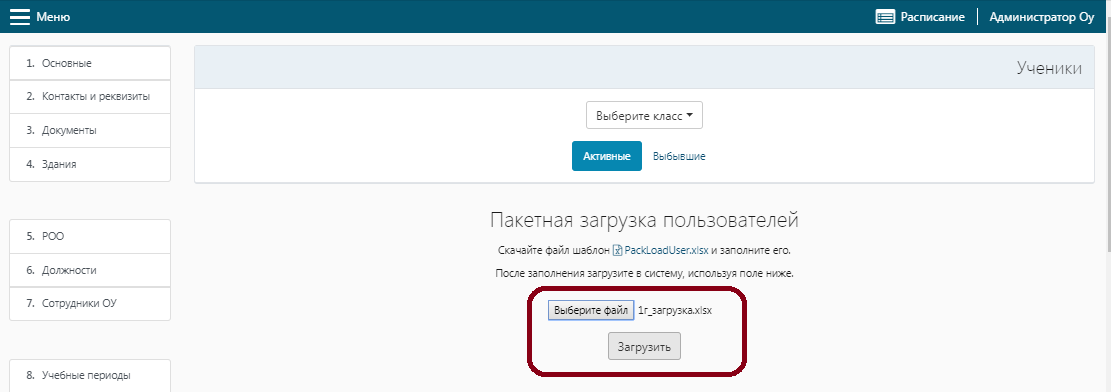 Меню
Расписание
Администратор Оу
1. Основные
2. Контакты и реквизиты
3. Документы
4. Здания
5. РОО
6. Должности
7. Сотрудники ОУ
8. Учебные периоды
Ученики
Выберите класс
Активные
Выбывшие
Пакетная загрузка пользователей
Скачайте файл шаблон PackLoadUser.xlsx и заполните его.
После заполнения загрузите в систему, используя поле ниже.
Выберите файл 1г_загрузка.xlsx
Загрузить